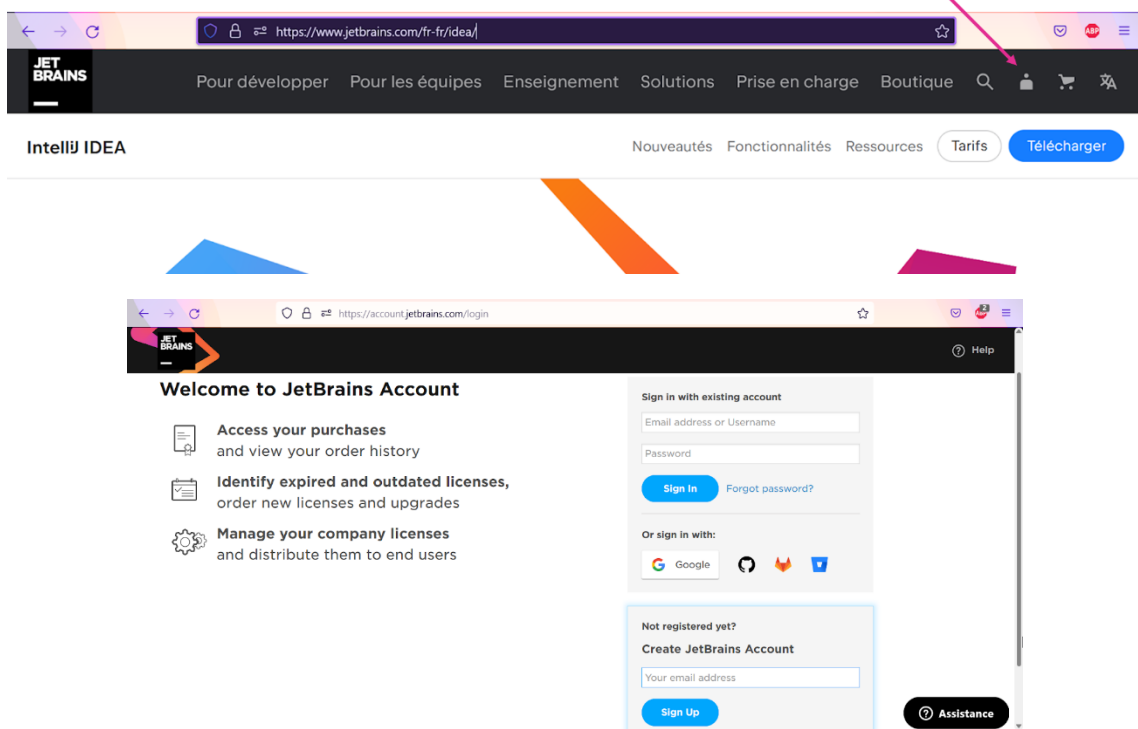 https://www.jetbrains.com/fr-fr/idea/
ABP
JET
BRAINS
Pour développer Pour les équipes Enseignement Solutions Prise en charge Boutique
IntelliJ IDEA
Nouveautés Fonctionnalités Ressources Tarifs Télécharger
https://account.jetbrains.com/login
2
JET
BRAINS
? Help
Welcome to JetBrains Account
Access your purchases
and view your order history
Identify expired and outdated licenses,
order new licenses and upgrades
Manage your company licenses
and distribute them to end users
Sign in with existing account
Email address or Username
Password
Sign In Forgot password?
Or sign in with:
G Google
Not registered yet?
Create JetBrains Account
Your email address
Sign Up
? Assistance